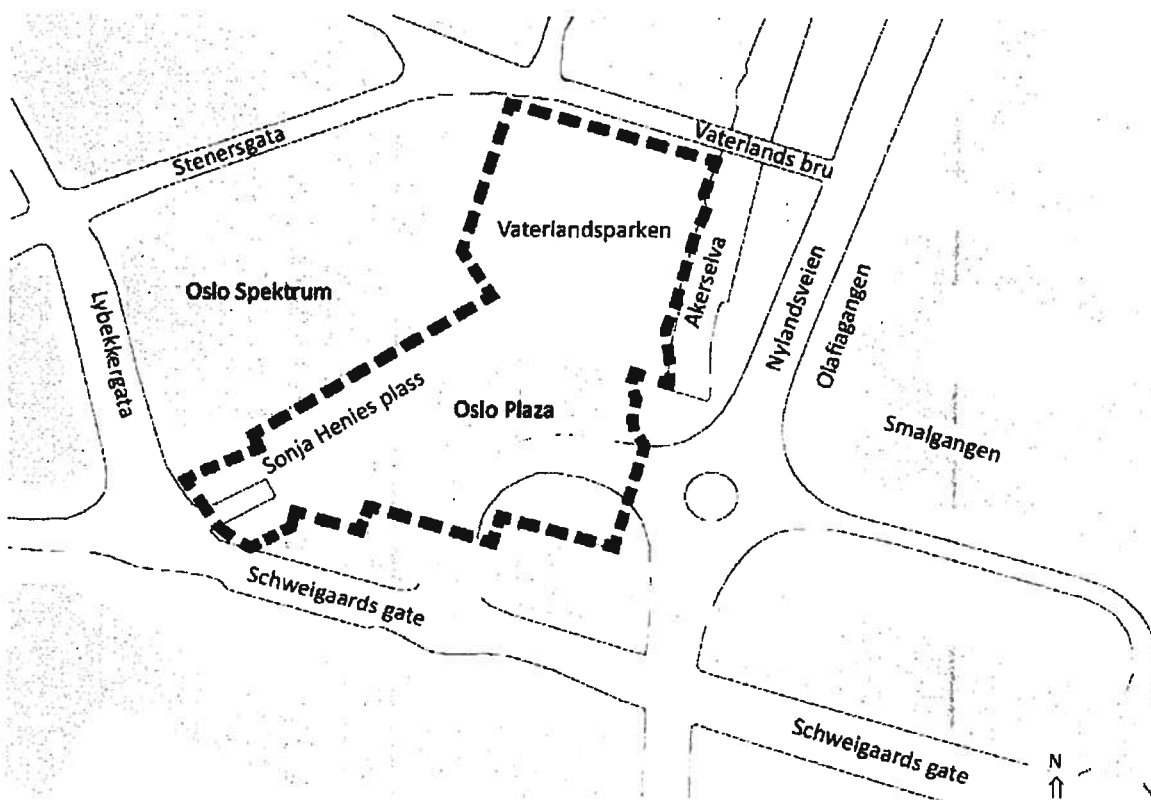 Stenersgata
Vaterlands bru
Vaterlandsparken
Oslo Spektrum
Akerselva
Nylandsveien
Olafiagangen
Lybekkergata
Sonja Henies plass
Oslo Plaza
Smalgangen
Schweigaards gate
Schweigaards gate
N